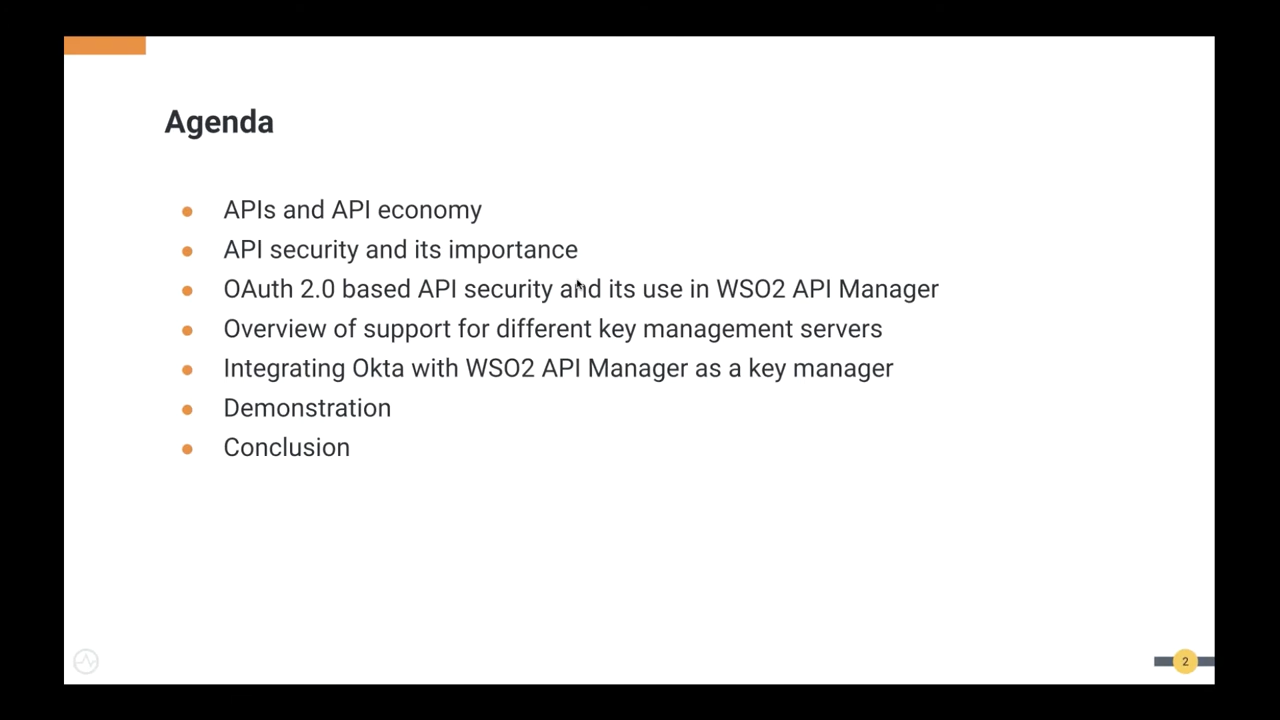 Agenda
● APIs and API economy
● API security and its importance
● OAuth 2.0 based API security and its use in WSO2 API Manager
● Overview of support for different key management servers
● Integrating Okta with WSO2 API Manager as a key manager
● Demonstration
● Conclusion
2